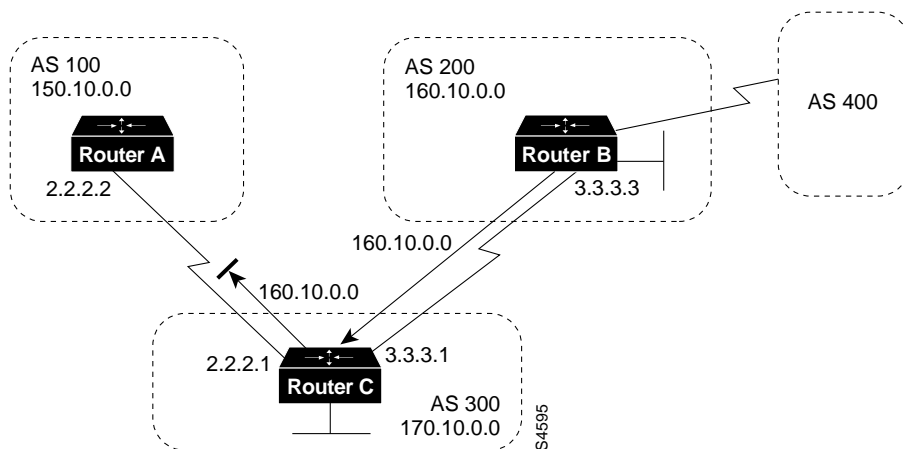 AS 100
150.10.0.0
Router A
2.2.2.2
AS 200
160.10.0.0
Router B
3.3.3.3
AS 400
160.10.0.0
160.10.0.0
2.2.2.1
3.3.3.1
Router C
AS 300
170.10.0.0
S4595